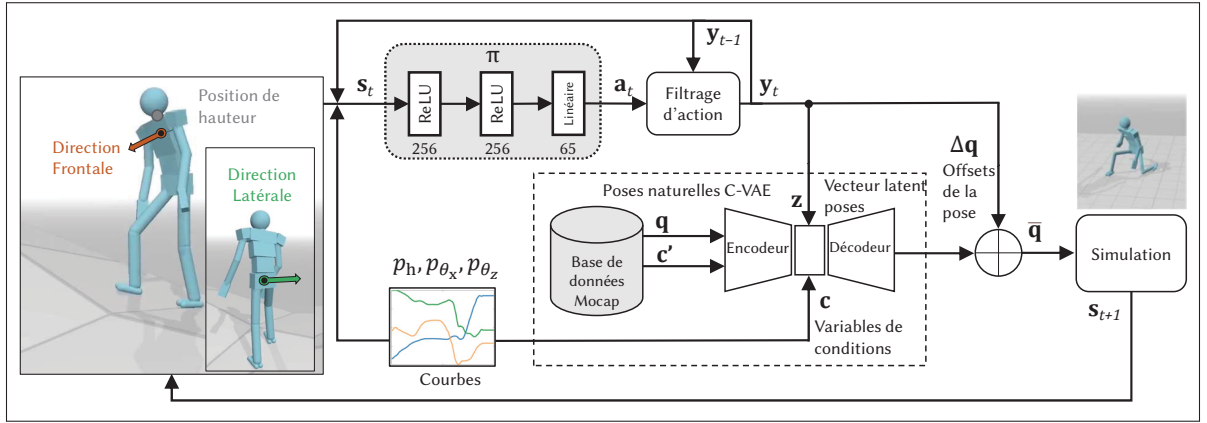 Position de
hauteur
Direction
Frontale
Direction
Latérale
s_t
π
ReLU
ReLU
Linéaire
256
256
65
a_t
Filtrage
d'action
y_{t–1}
y_t
Δq
Offsets
de la
pose
Poses naturelles C-VAE
Vecteur latent
poses
z
Base de
données
Mocap
q
c'
Encodeur
Décodeur
c
Variables de
conditions
p_h, p_{θ_x}, p_{θ_z}
Courbes
q̅
Simulation
s_{t+1}